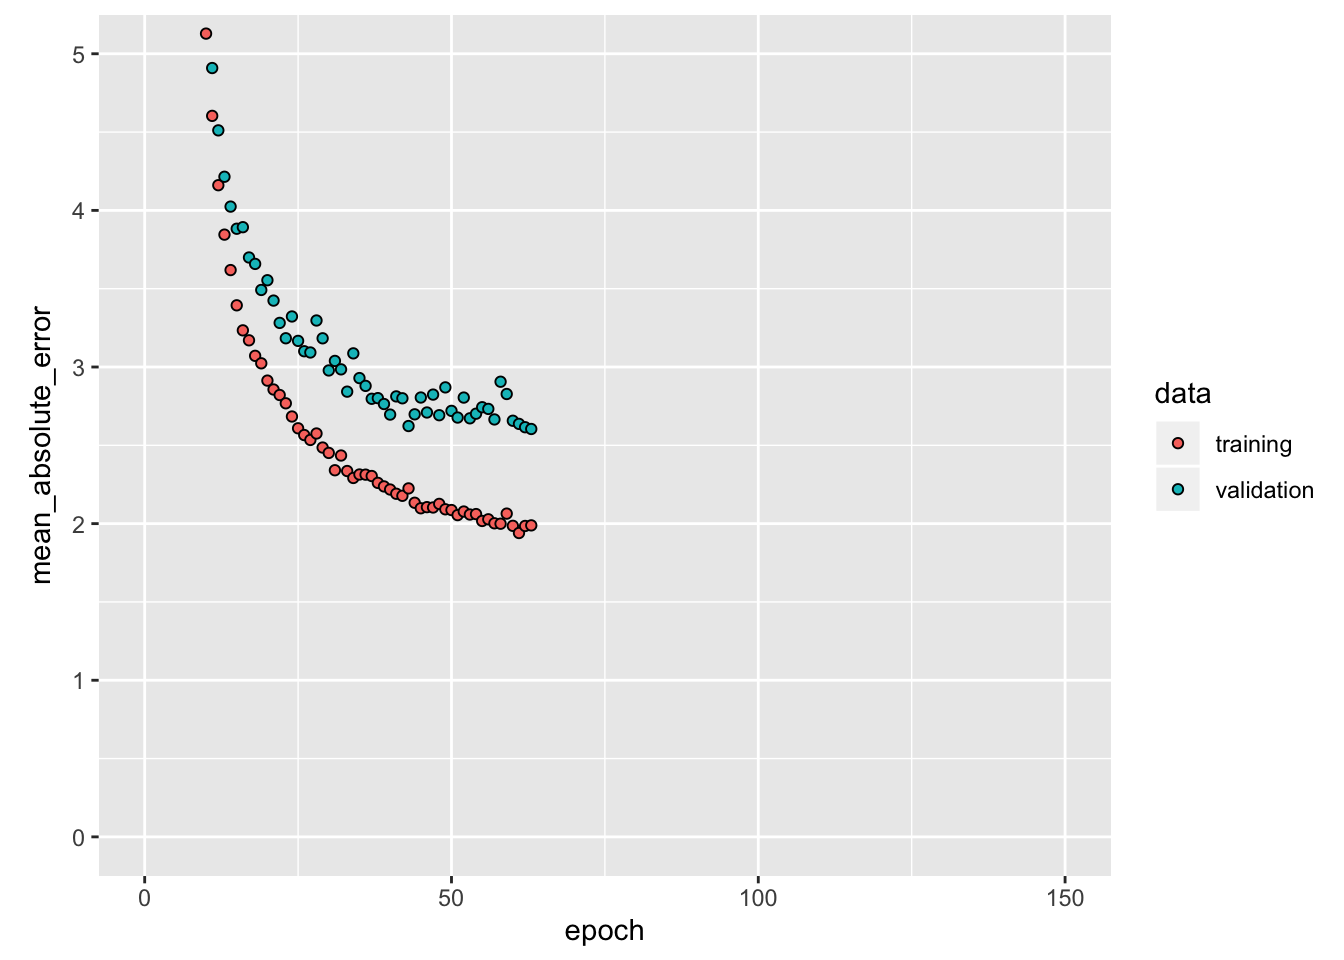 5
4
3
2
1
0
mean_absolute_error
0 50 100 150
epoch
data
training
validation